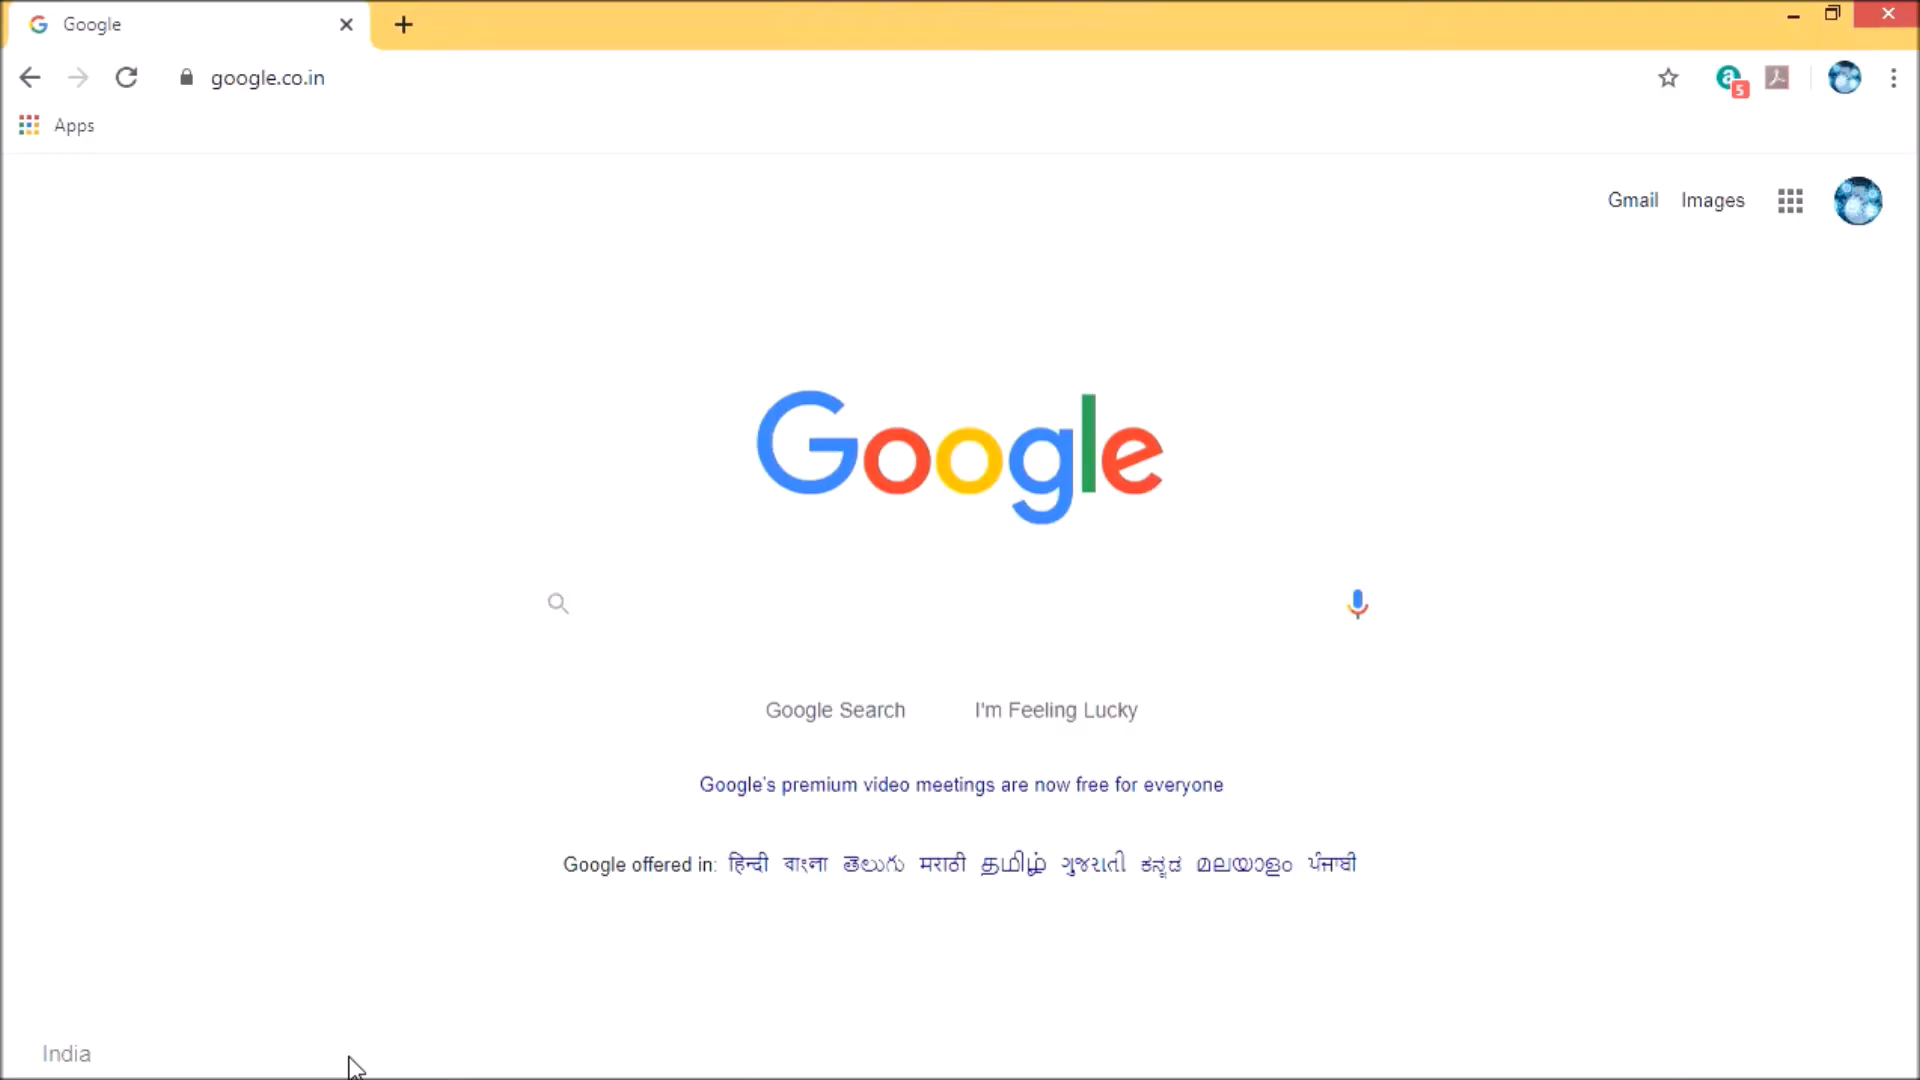 Google
google.co.in
5
Apps
Gmail Images
Google
Google Search I'm Feeling Lucky
Google's premium video meetings are now free for everyone
Google offered in: हिन्दी বাংলা తెలుగు मराठी தமிழ் ગુજરાતી ಕನ್ನಡ മലയാളം ਪੰਜਾਬੀ
India